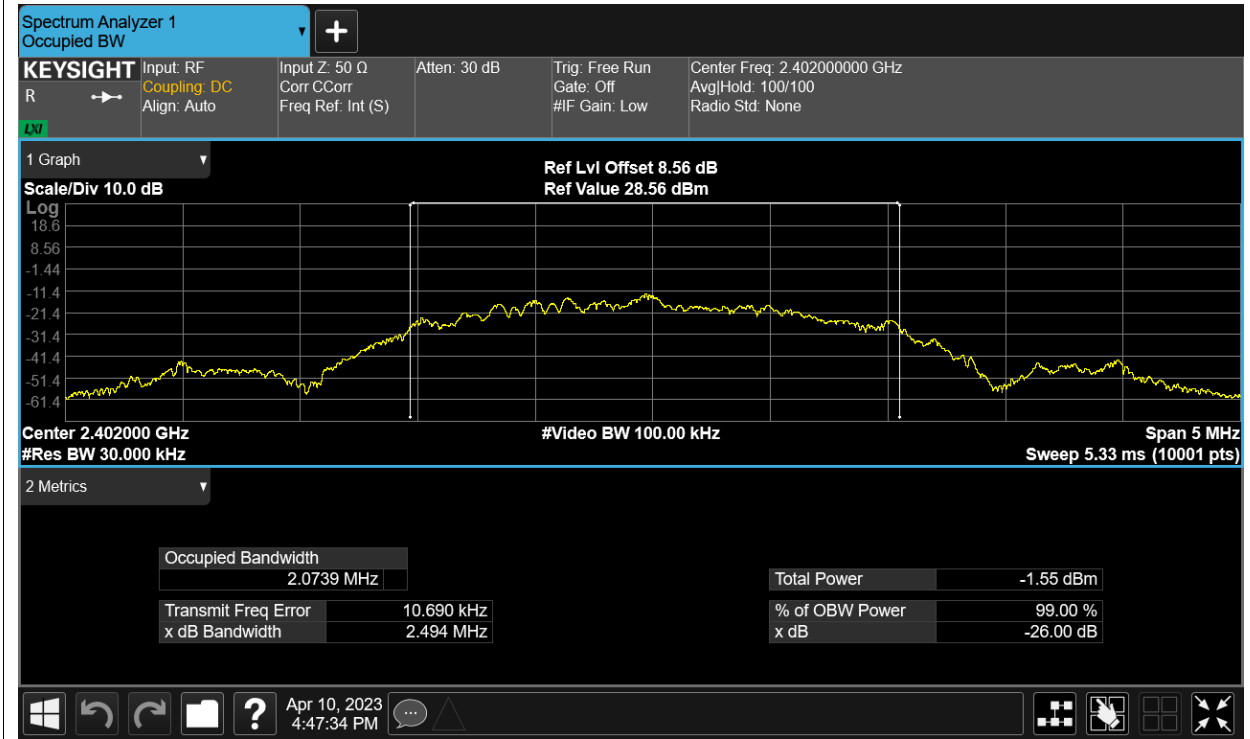 Spectrum Analyzer 1
Occupied BW
KEYSIGHT
R
LXI
Input: RF
Coupling: DC
Align: Auto
Input Z: 50 Ω
Corr CCorr
Freq Ref: Int (S)
Atten: 30 dB
Trig: Free Run
Gate: Off
#IF Gain: Low
Center Freq: 2.402000000 GHz
Avg|Hold: 100/100
Radio Std: None
1 Graph
Scale/Div 10.0 dB
Ref Lvl Offset 8.56 dB
Ref Value 28.56 dBm
Log
18.6
8.56
-1.44
-11.4
-21.4
-31.4
-41.4
-51.4
-61.4
Center 2.402000 GHz
#Video BW 100.00 kHz
Span 5 MHz
#Res BW 30.000 kHz
Sweep 5.33 ms (10001 pts)
2 Metrics
Occupied Bandwidth
2.0739 MHz
Total Power -1.55 dBm
Transmit Freq Error 10.690 kHz
% of OBW Power 99.00 %
x dB Bandwidth 2.494 MHz
x dB -26.00 dB
?
Apr 10, 2023
4:47:34 PM